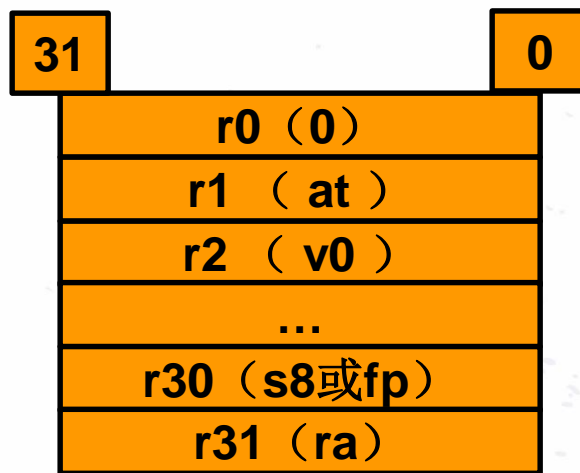 31 0
r0（0）
r1 （ at ）
r2 （ v0 ）
…
r30（s8或fp）
r31（ra）